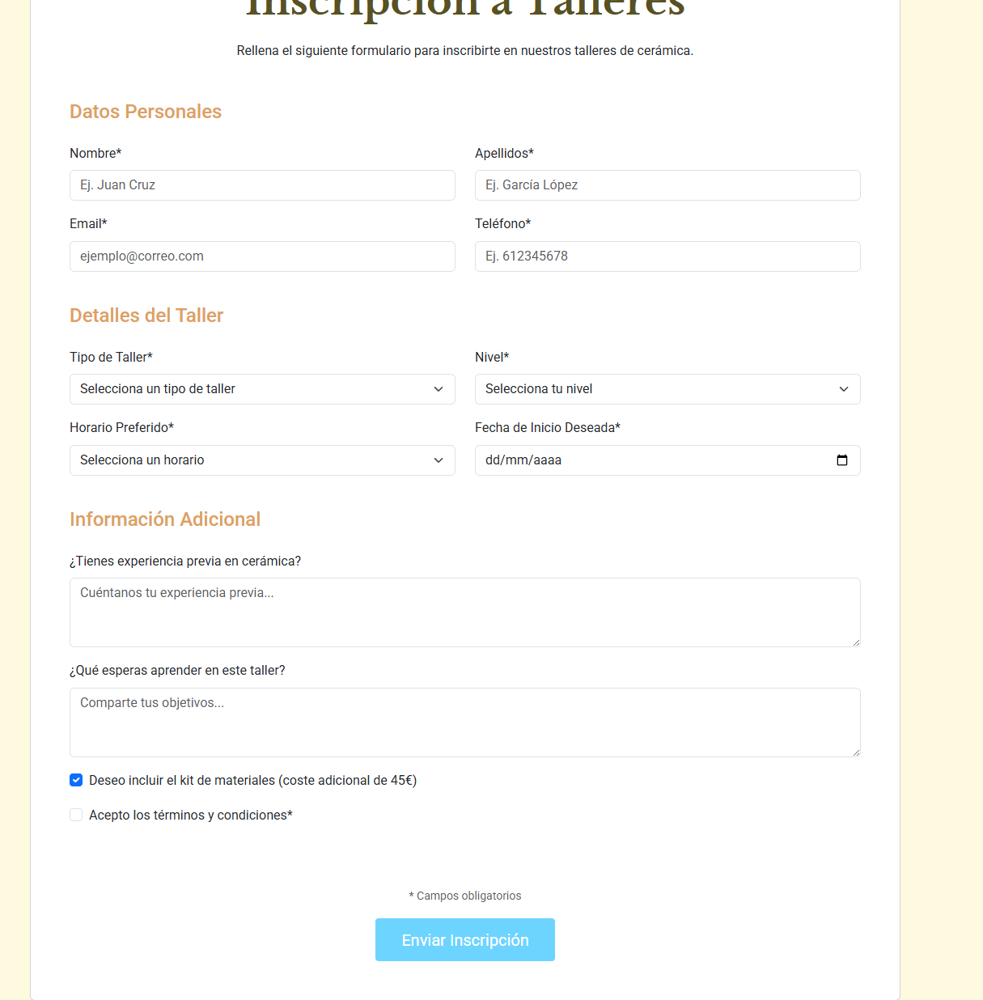 Inscripción a Talleres
Rellena el siguiente formulario para inscribirte en nuestros talleres de cerámica.
Datos Personales
Nombre*
Apellidos*
Ej. Juan Cruz
Ej. García López
Email*
Teléfono*
ejemplo@correo.com
Ej. 612345678
Detalles del Taller
Tipo de Taller*
Nivel*
Selecciona un tipo de taller
Selecciona tu nivel
Horario Preferido*
Fecha de Inicio Deseada*
Selecciona un horario
dd/mm/aaaa
Información Adicional
¿Tienes experiencia previa en cerámica?
Cuéntanos tu experiencia previa...
¿Qué esperas aprender en este taller?
Comparte tus objetivos...
Deseo incluir el kit de materiales (coste adicional de 45€)
Acepto los términos y condiciones*
* Campos obligatorios
Enviar Inscripción